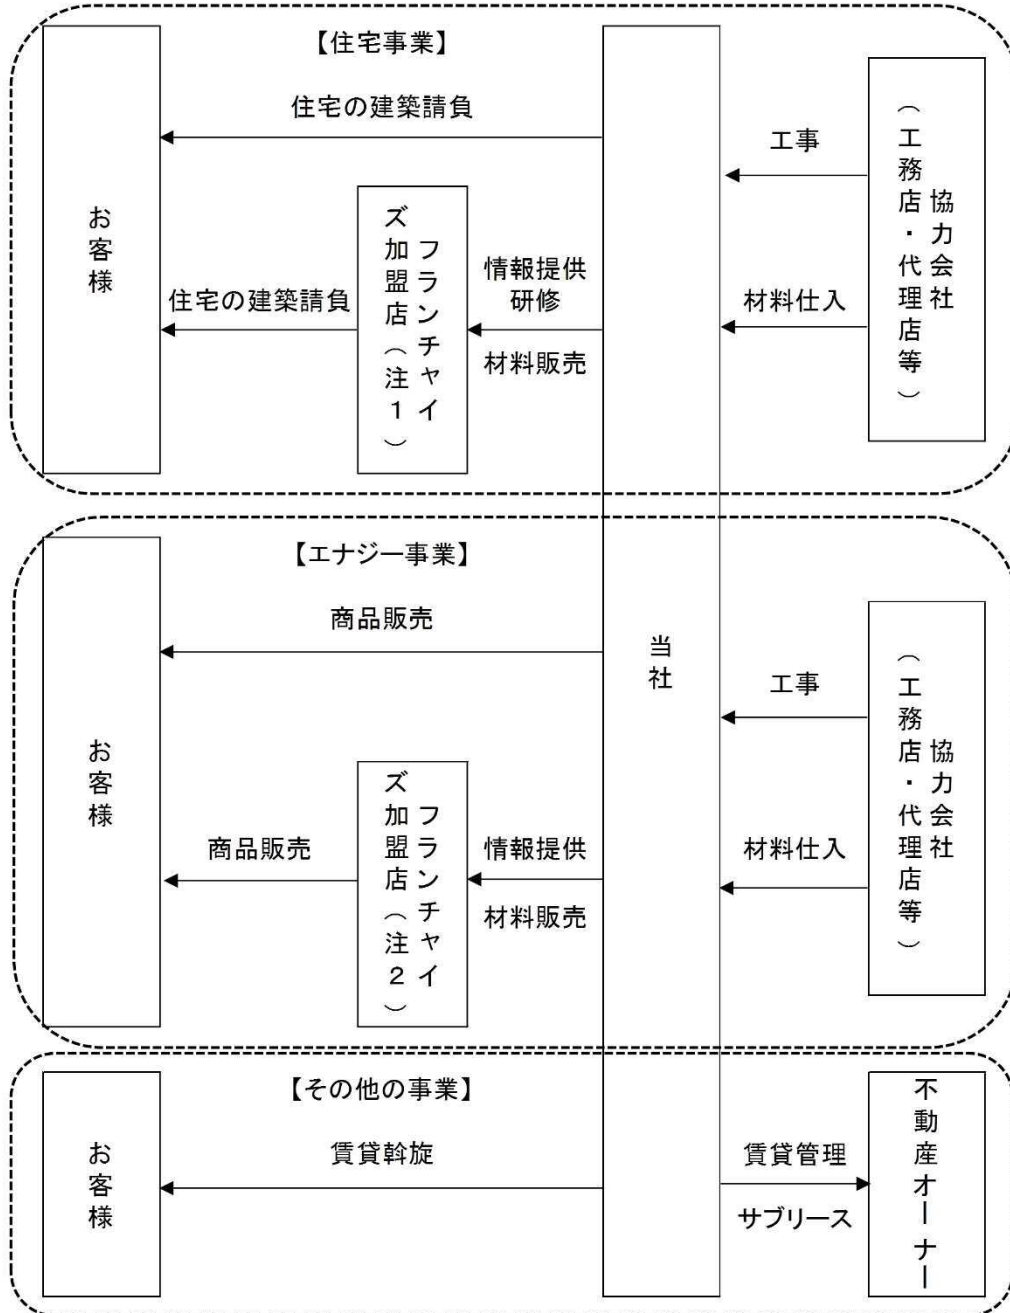 【住宅事業】
住宅の建築請負
お客様
住宅の建築請負
フランチャイ
ズ加盟店(注1)
情報提供
研修
材料販売
工事
材料仕入
協力会社
(工務店・代理店等)
当社
【エナジー事業】
商品販売
お客様
商品販売
フランチャイ
ズ加盟店(注2)
情報提供
材料販売
工事
材料仕入
協力会社
(工務店・代理店等)
【その他の事業】
お客様
賃貸斡旋
賃貸管理
サブリース
不動産オーナー